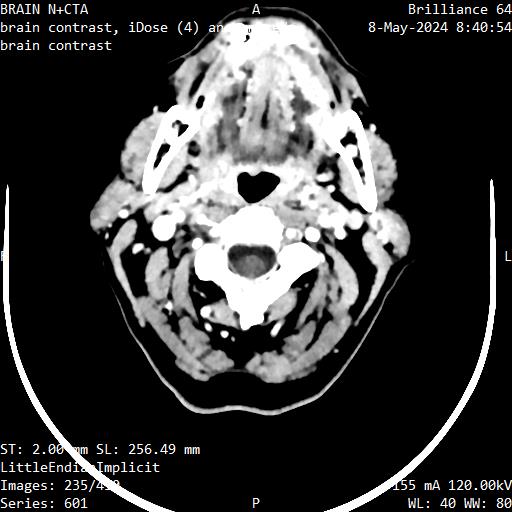 BRAIN N+CTA
A
Brilliance 64
brain contrast, iDose (4) an
8-May-2024 8:40:54
brain contrast
L
ST: 2.00 mm SL: 256.49 mm
LittleEndianImplicit
Images: 235/4
155 mA 120.00kV
Series: 601
P
WL: 40 WW: 80